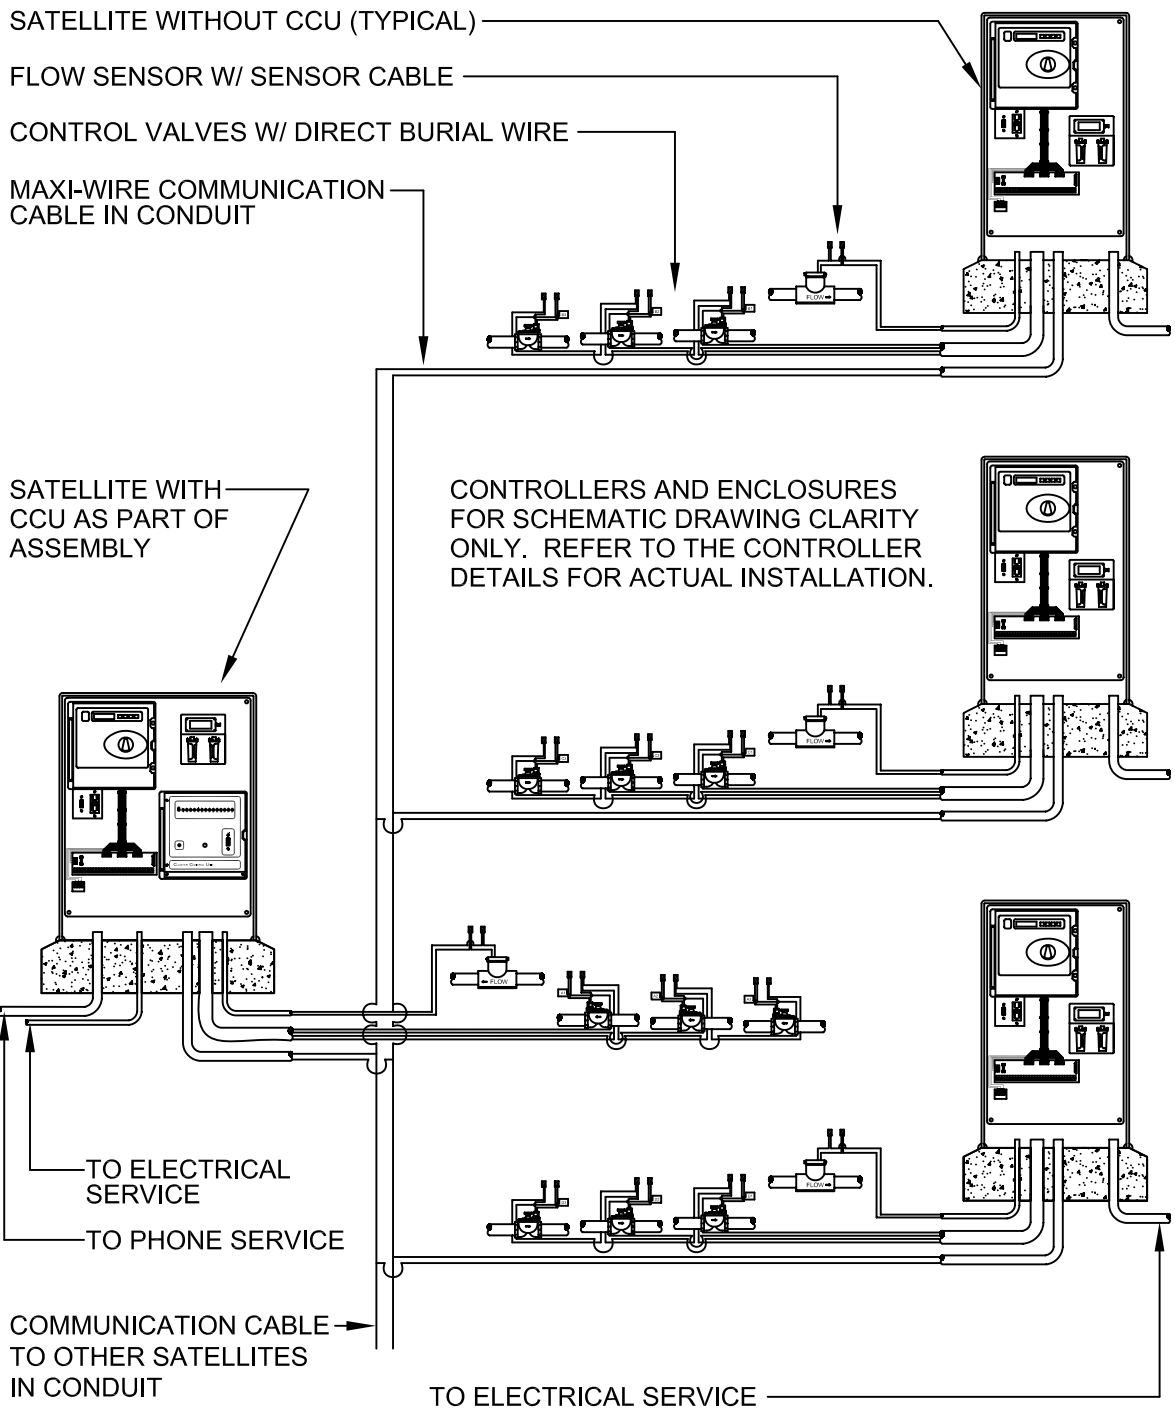 SATELLITE WITHOUT CCU (TYPICAL)
FLOW SENSOR W/ SENSOR CABLE
CONTROL VALVES W/ DIRECT BURIAL WIRE
MAXI-WIRE COMMUNICATION
CABLE IN CONDUIT
FLOW
SATELLITE WITH
CCU AS PART OF
ASSEMBLY
CONTROLLERS AND ENCLOSURES
FOR SCHEMATIC DRAWING CLARITY
ONLY. REFER TO THE CONTROLLER
DETAILS FOR ACTUAL INSTALLATION.
FLOW
FLOW
FLOW
TO ELECTRICAL
SERVICE
TO PHONE SERVICE
COMMUNICATION CABLE
TO OTHER SATELLITES
IN CONDUIT
TO ELECTRICAL SERVICE